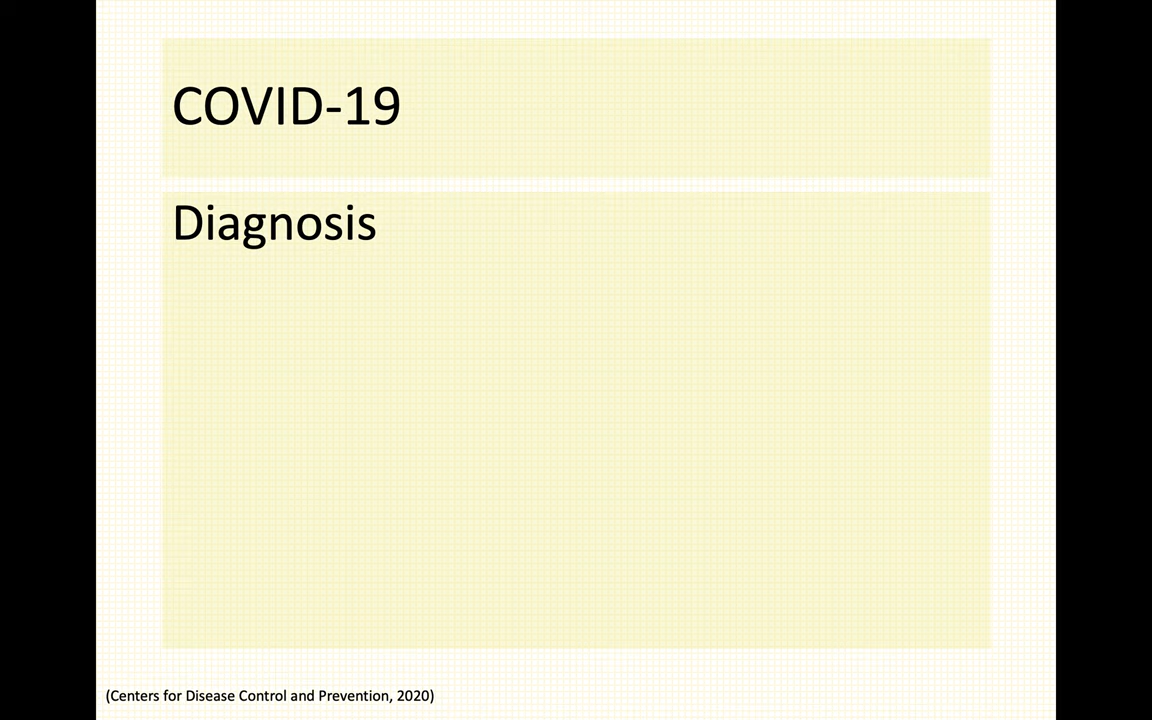 COVID-19
Diagnosis
(Centers for Disease Control and Prevention, 2020)